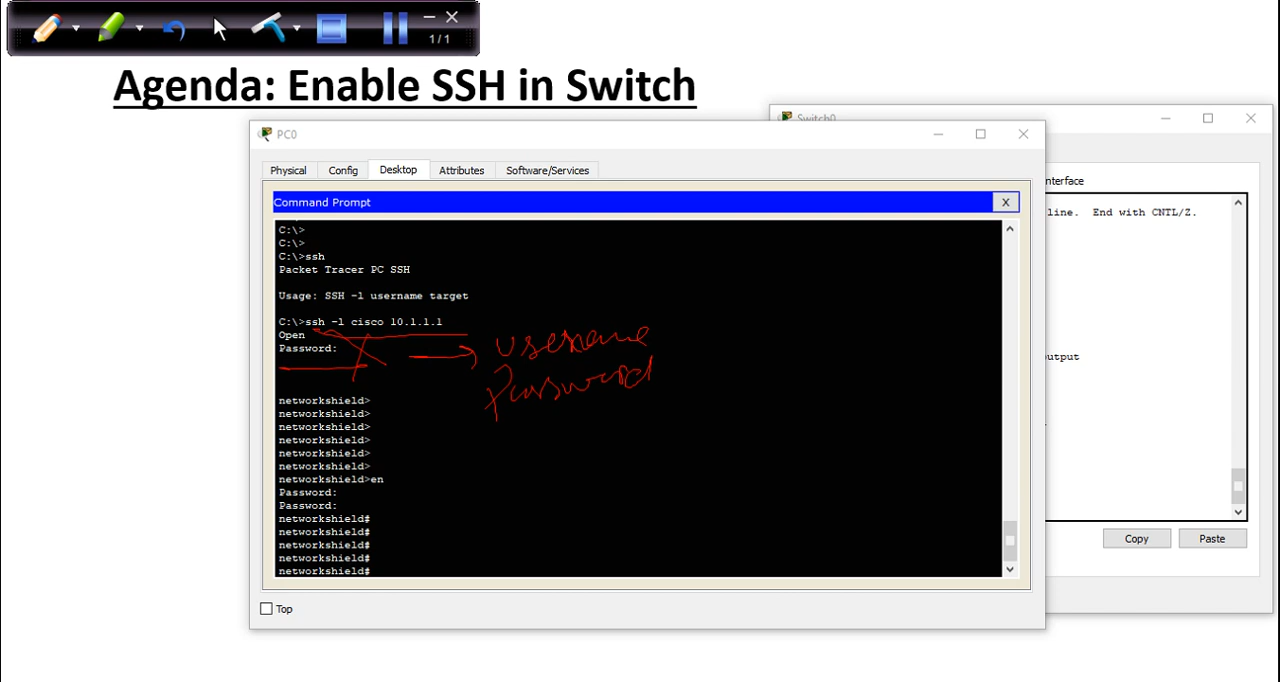 1/1
Agenda: Enable SSH in Switch
Switch0
PC0
Physical Config Desktop Attributes Software/Services
nterface
Command Prompt X
line. End with CNTL/Z.
C:\>
C:\>
C:\>ssh
Packet Tracer PC SSH
Usage: SSH -l username target
C:\>ssh -l cisco 10.1.1.1
Open
Password:
username
Password
utput
networkshield>
networkshield>
networkshield>
networkshield>
networkshield>
networkshield>
networkshield>en
Password:
Password:
networkshield#
networkshield#
networkshield#
networkshield#
networkshield#
Copy Paste
Top